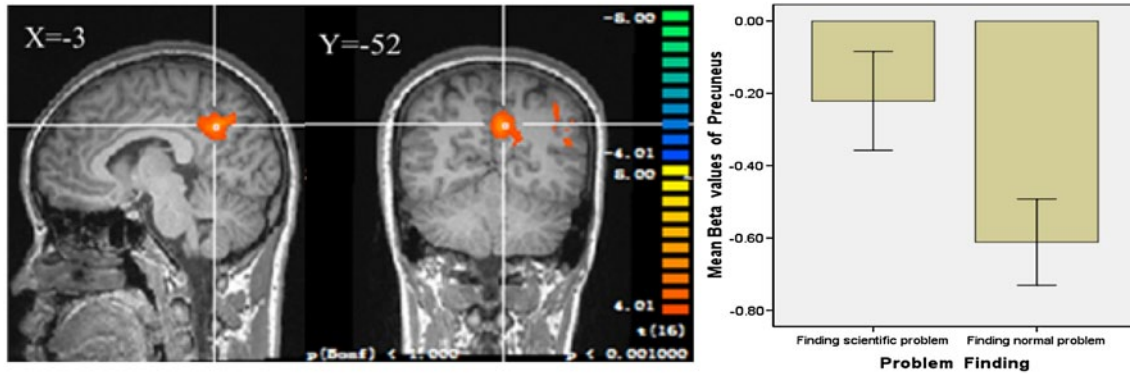 X=-3
Y=-52
-8.00
-4.01
8.00
4.01
t(16)
p(Bonf) < 1.000
p < 0.001000
0.00
-0.20
-0.40
-0.60
-0.80
Mean Beta values of Precuneus
Finding scientific problem
Finding normal problem
Problem Finding